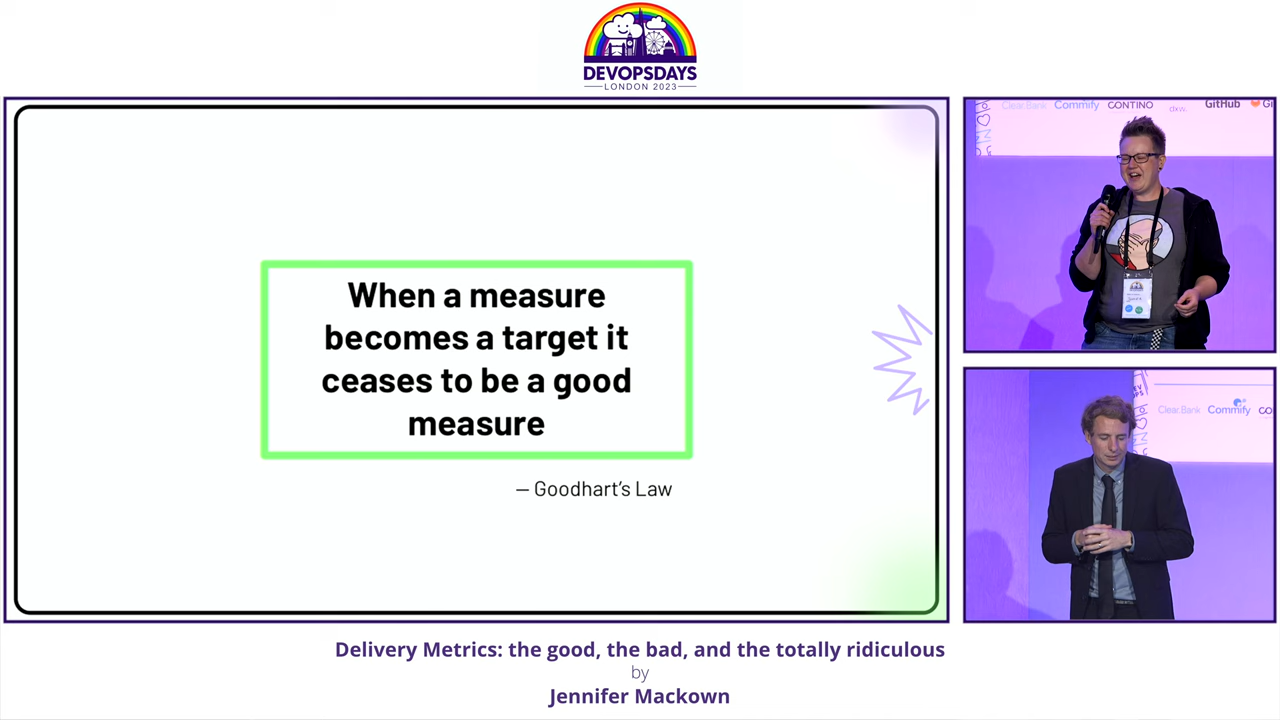 DEVOPSDAYS
LONDON 2023
When a measure
becomes a target it
ceases to be a good
measure
— Goodhart's Law
Clear.Bank Commify CONTINO dxw GitHub
Clear.Bank Commify
Delivery Metrics: the good, the bad, and the totally ridiculous
by
Jennifer Mackown